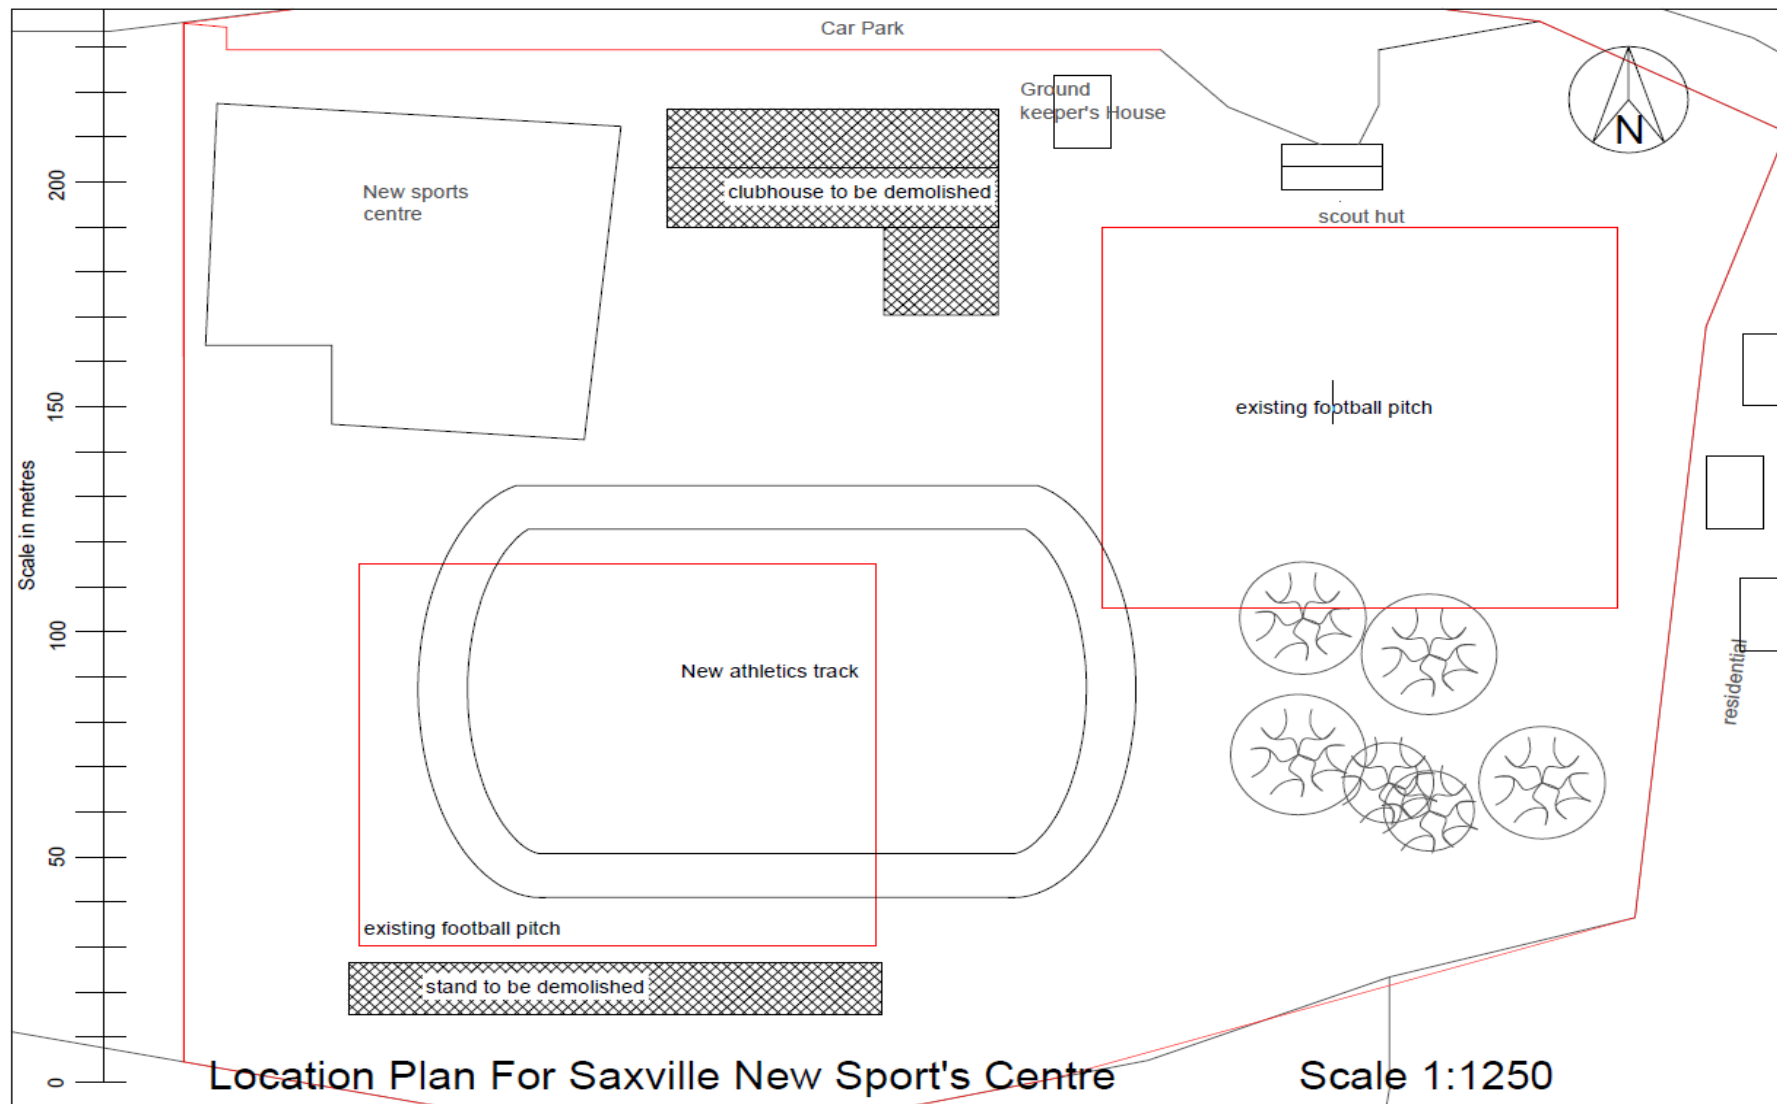 Car Park
Ground
keeper's House
N
New sports
centre
clubhouse to be demolished
scout hut
200
150
100
50
0
Scale in metres
existing football pitch
New athletics track
residential
existing football pitch
stand to be demolished
Location Plan For Saxville New Sport's Centre
Scale 1:1250